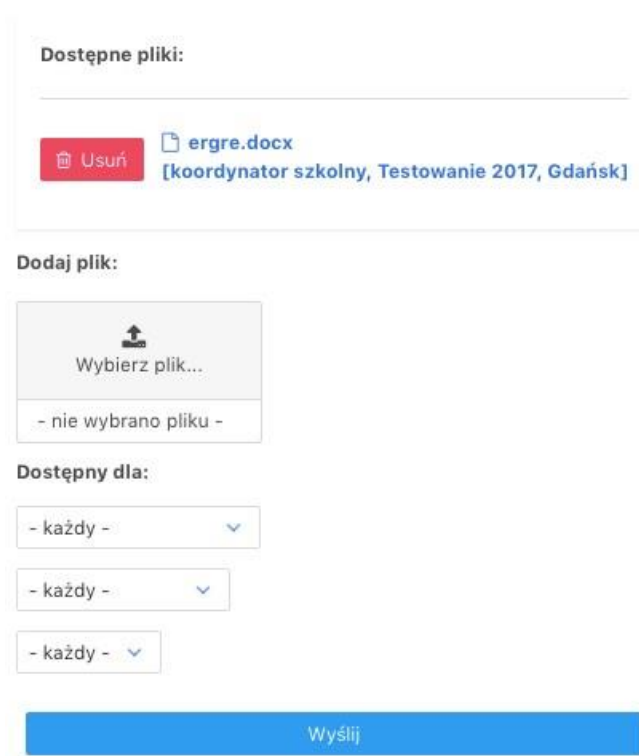 Dostępne pliki:
Usuń
ergre.docx
[koordynator szkolny, Testowanie 2017, Gdańsk]
Dodaj plik:
Wybierz plik...
- nie wybrano pliku -
Dostępny dla:
- każdy -
- każdy -
- każdy -
Wyślij